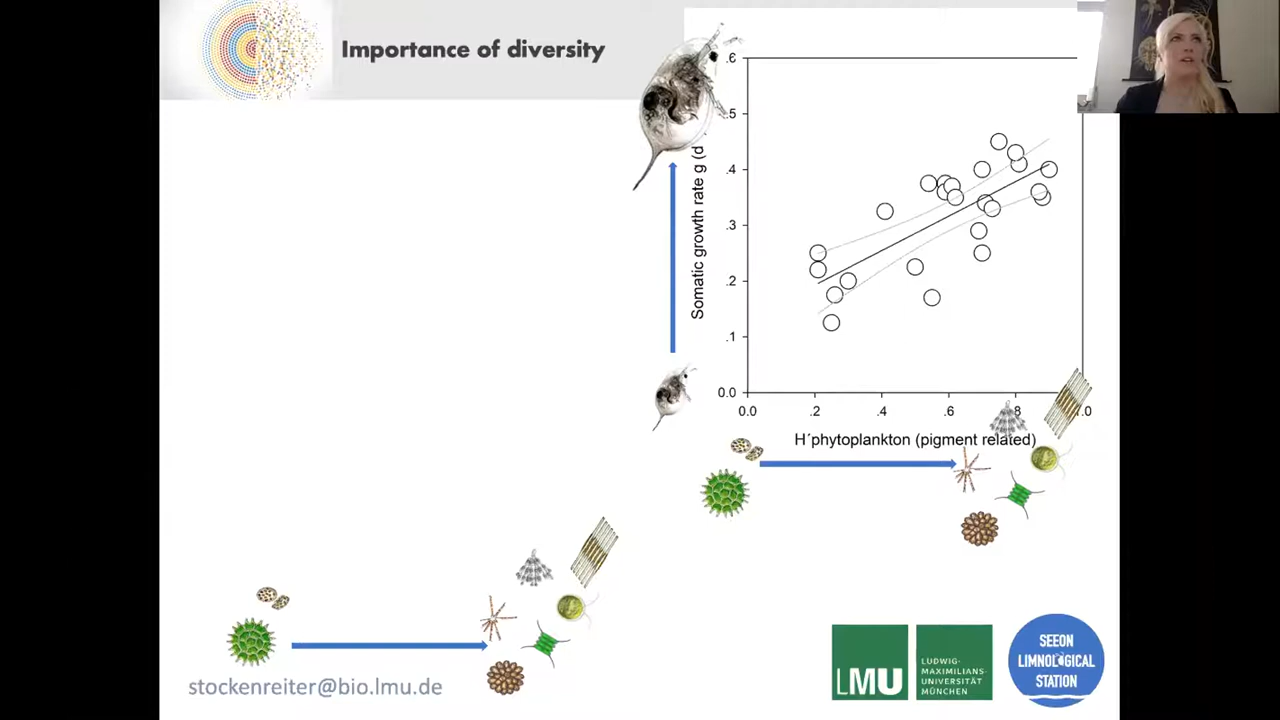 Importance of diversity
Somatic growth rate g (d
.6
.5
.4
.3
.2
.1
0.0
0.0 .2 .4 .6 .8 .0
H´phytoplankton (pigment related)
stockenreiter@bio.lmu.de
LMU
LUDWIG-
MAXIMILIANS-
UNIVERSITÄT
MÜNCHEN
SEEON
LIMNOLOGICAL
STATION